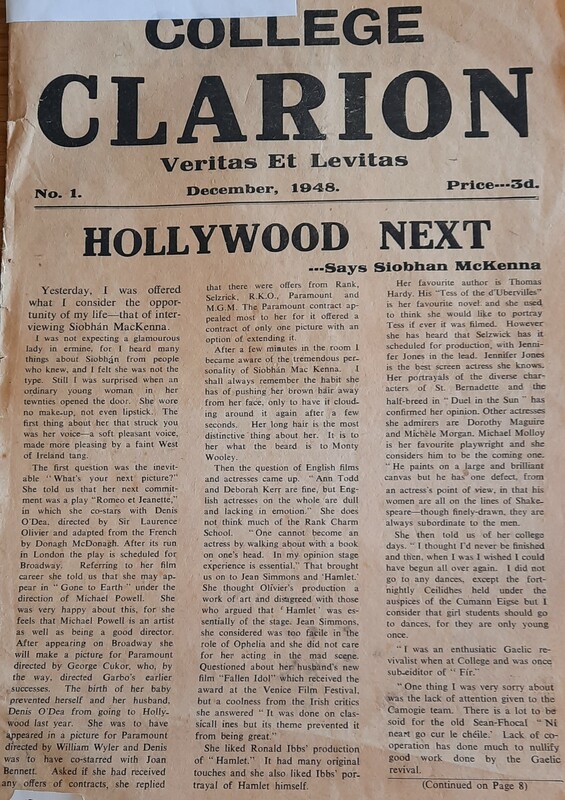 COLLEGE
CLARION
Veritas Et Levitas
No. 1.
December, 1948.
Price---3d.
HOLLYWOOD NEXT
---Says Siobhan McKenna
Yesterday, I was offered
what I consider the oppor-
tunity of my life—that of inter-
viewing Siobhán MacKenna.
I was not expecting a glamourous
lady in ermine, for I heard many
things about Siobhán from people
who knew, and I felt she was not the
type. Still I was surprised when an
ordinary young woman in her
tewnties opened the door. She wore
no make-up, not even lipstick. The
first thing about her that struck you
was her voice—a soft pleasant voice,
made more pleasing by a faint West
of Ireland tang.
The first question was the inevit-
able "What's your next picture?"
She told us that her next commit-
ment was a play "Romeo et Jeanette,"
in which she co-stars with Denis
O'Dea, directed by Sir Laurence
Olivier and adapted from the French
by Donagh McDonagh. After its run
in London the play is scheduled for
Broadway. Referring to her film
career she told us that she may ap-
pear in "Gone to Earth" under the
direction of Michael Powell. She
was very happy about this, for she
feels that Michael Powell is an artist
as well as being a good director.
After appearing on Broadway she
will make a picture for Paramount
directed by George Cukor, who, by
the way, directed Garbo's earlier
successes. The birth of her baby
prevented herself and her husband,
Denis O'Dea from going to Holly-
wood last year. She was to have
appeared in a picture for Paramount
directed by William Wyler and Denis
was to have co-starred with Joan
Bennett. Asked if she had received
any offers of contracts, she replied
that there were offers from Rank,
Selzrick, R.K.O., Paramount and
M.G.M. The Paramount contract ap-
pealed most to her for it offered a
contract of only one picture with an
option of extending it.
After a few minutes in the room I
became aware of the tremendous per-
sonality of Siobhán Mac Kenna. I
shall always remember the habit she
has of pushing her brown hair away
from her face, only to have it cloud-
ing around it again after a few
seconds. Her long hair is the most
distinctive thing about her. It is to
her what the beard is to Monty
Wooley.
Then the question of English films
and actresses came up. "Ann Todd
and Deborah Kerr are fine, but Eng-
lish actresses on the whole are dull
and lacking in emotion." She does
not think much of the Rank Charm
School. "One cannot become an
actress by walking about with a book
on one's head. In my opinion stage
experience is essential." That brought
us on to Jean Simmons and 'Hamlet.'
She thought Olivier's production a
work of art and disagreed with those
who argued that 'Hamlet' was es-
sentially of the stage. Jean Simmons,
she considered was too facile in the
role of Ophelia and she did not care
for her acting in the mad scene.
Questioned about her husband's new
film "Fallen Idol" which received the
award at the Venice Film Festival,
but a coolness from the Irish critics
she answered "It was done on clas-
sicall ines but its theme prevented it
from being great."
She liked Ronald Ibbs' production
of "Hamlet." It had many original
touches and she also liked Ibbs' por-
trayal of Hamlet himself.
Her favourite author is Thomas
Hardy. His "Tess of the d'Ubervilles"
is her favourite novel and she used
to think she would like to portray
Tess if ever it was filmed. However
she has heard that Selzwick has it
scheduled for production, with Jenni-
fer Jones in the lead. Jennifer Jones
is the best screen actress she knows.
Her portrayals of the diverse char-
acters of St. Bernadette and the
half-breed in "Duel in the Sun" has
confirmed her opinion. Other actresses
she admires are Dorothy Maguire
and Michèle Morgan. Michael Molloy
is her favourite playwright and she
considers him to be the coming one.
"He paints on a large and brilliant
canvas but he has one defect, from
an actress's point of view, in that his
women are all on the lines of Shake-
speare—though finely-drawn, they are
always subordinate to the men.
She then told us of her college
days. "I thought I'd never be finished
and then, when I was I wished I could
have begun all over again. I did not
go to any dances, except the fort-
nightly Ceilidhes held under the
auspices of the Cumann Eigse but I
consider that girl students should go
to dances, for they are only young
once.
"I was an enthusiatic Gaelic re-
vivalist when at College and was once
sub-editor of "Fir."
"One thing I was very sorry about
was the lack of attention given to the
Camogie team. There is a lot to be
soid for the old Sean-Fhocal "Ni
neart go cur le chéile." Lack of co-
operation has done much to nullify
good work done by the Gaelic
revival.
(Continued on Page 8)